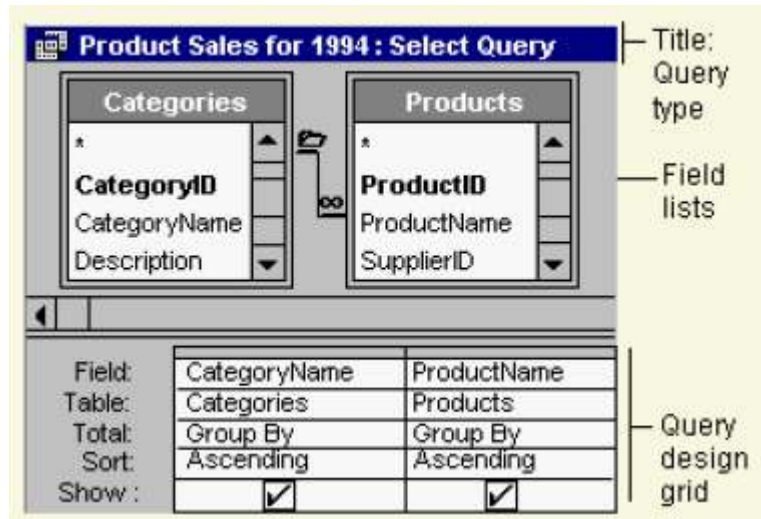 Product Sales for 1994 : Select Query
Title:
Query
type
Categories
*
CategoryID
CategoryName
Description
∞
Products
*
ProductID
ProductName
SupplierID
Field
lists
Field: CategoryName ProductName
Table: Categories Products
Total: Group By Group By
Sort: Ascending Ascending
Show :
Query
design
grid